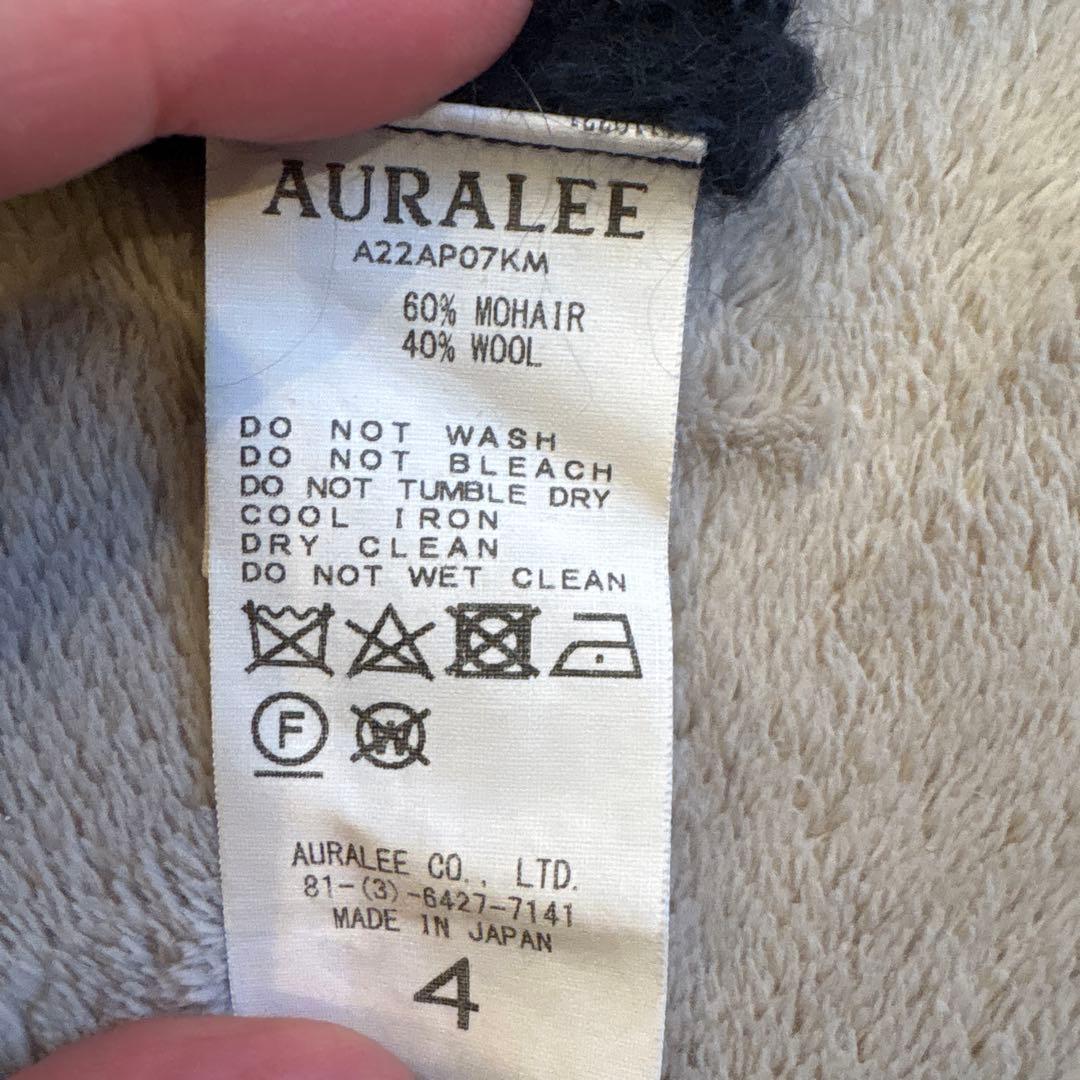 AURALEE
A22AP07KM
60% MOHAIR
40% WOOL
DO NOT WASH
DO NOT BLEACH
DO NOT TUMBLE DRY
COOL IRON
DRY CLEAN
DO NOT WET CLEAN
F W
AURALEE CO., LTD.
81-(3)-6427-7141
MADE IN JAPAN
4